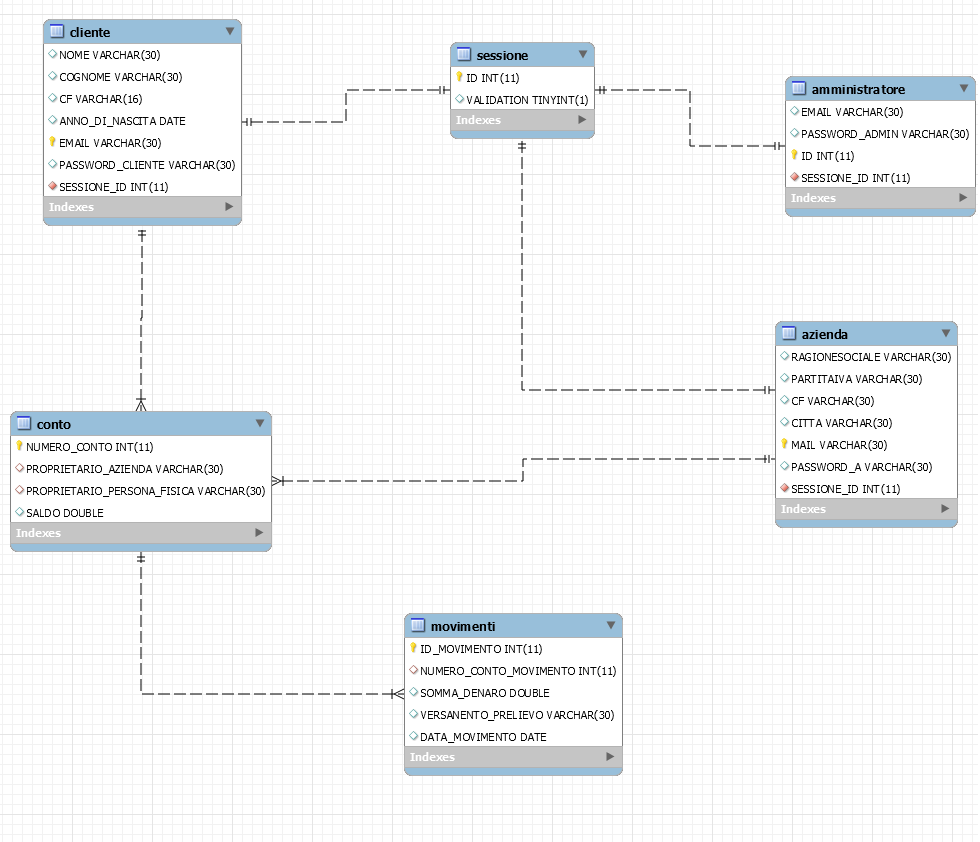 cliente
NOME VARCHAR(30)
COGNOME VARCHAR(30)
CF VARCHAR(16)
ANNO_DI_NASCITA DATE
EMAIL VARCHAR(30)
PASSWORD_CLIENTE VARCHAR(30)
SESSIONE_ID INT(11)
Indexes
sessione
ID INT(11)
VALIDATION TINYINT(1)
Indexes
amministratore
EMAIL VARCHAR(30)
PASSWORD_ADMIN VARCHAR(30)
ID INT(11)
SESSIONE_ID INT(11)
Indexes
azienda
RAGIONESOCIALE VARCHAR(30)
PARTITAIVA VARCHAR(30)
CF VARCHAR(30)
CITTA VARCHAR(30)
MAIL VARCHAR(30)
PASSWORD_A VARCHAR(30)
SESSIONE_ID INT(11)
Indexes
conto
NUMERO_CONTO INT(11)
PROPRIETARIO_AZIENDA VARCHAR(30)
PROPRIETARIO_PERSONA_FISICA VARCHAR(30)
SALDO DOUBLE
Indexes
movimenti
ID_MOVIMENTO INT(11)
NUMERO_CONTO_MOVIMENTO INT(11)
SOMMA_DENARO DOUBLE
VERSANENTO_PRELIEVO VARCHAR(30)
DATA_MOVIMENTO DATE
Indexes